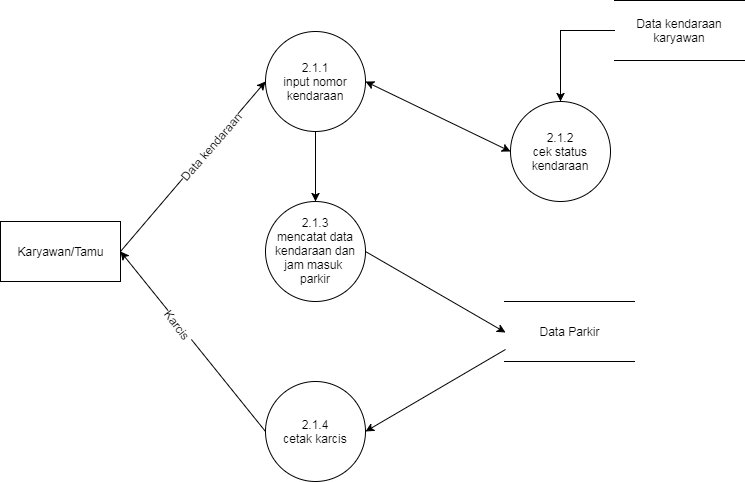 Data kendaraan
karyawan
2.1.1
input nomor
kendaraan
2.1.2
cek status
kendaraan
Data kendaraan
2.1.3
mencatat data
kendaraan dan
jam masuk
parkir
Karyawan/Tamu
Karcis
Data Parkir
2.1.4
cetak karcis